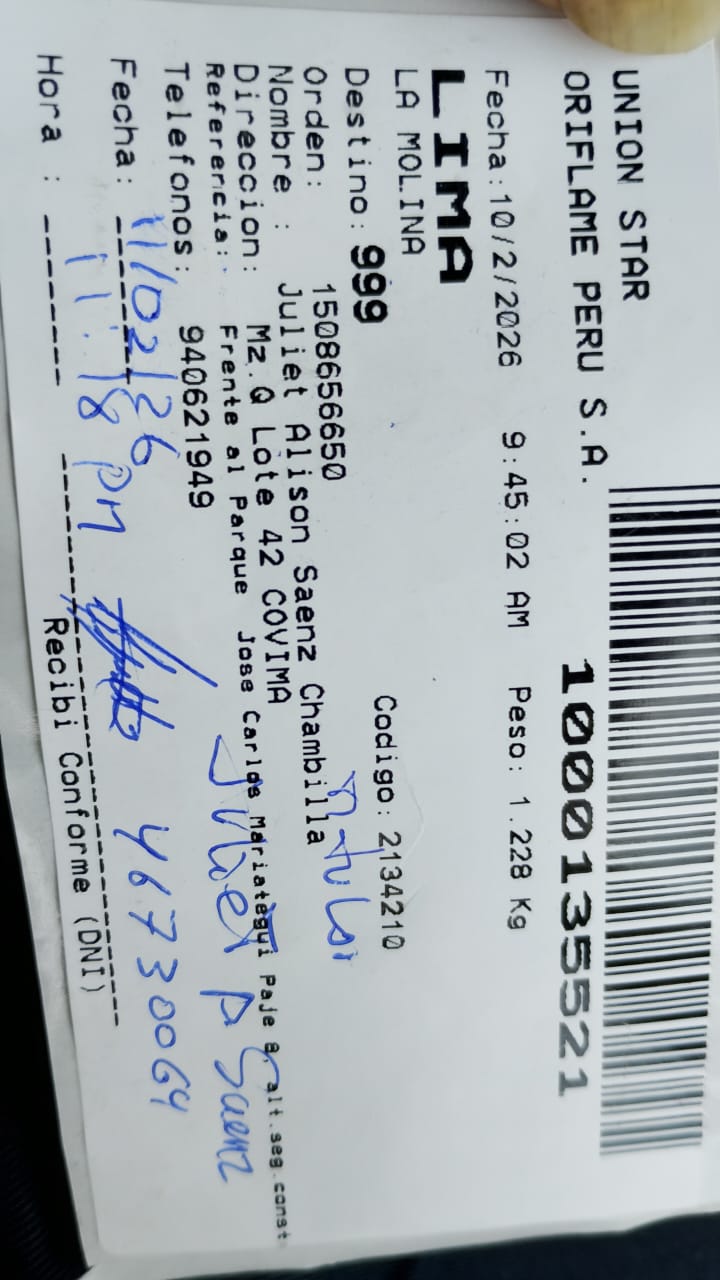 UNION STAR
ORIFLAME PERU S.A. 1000135521
Fecha:10/2/2026 9:45:02 AM Peso: 1.228 Kg
LIMA
LA MOLINA
Destino: 999 Codigo: 2134210
Orden: 1508656650
Nombre : Juliet Alison Saenz Chambilla
Direccion: Mz.Q Lote 42 COVIMA
Referencia: Frente al Parque Jose Carlos Mariategui Paje 8, alt.seg.const
Telefonos: 940621949
Juliet Saenz
Fecha: 11/02/26
46730064
Hora : 11:18 pm
Recibi Conforme (DNI)